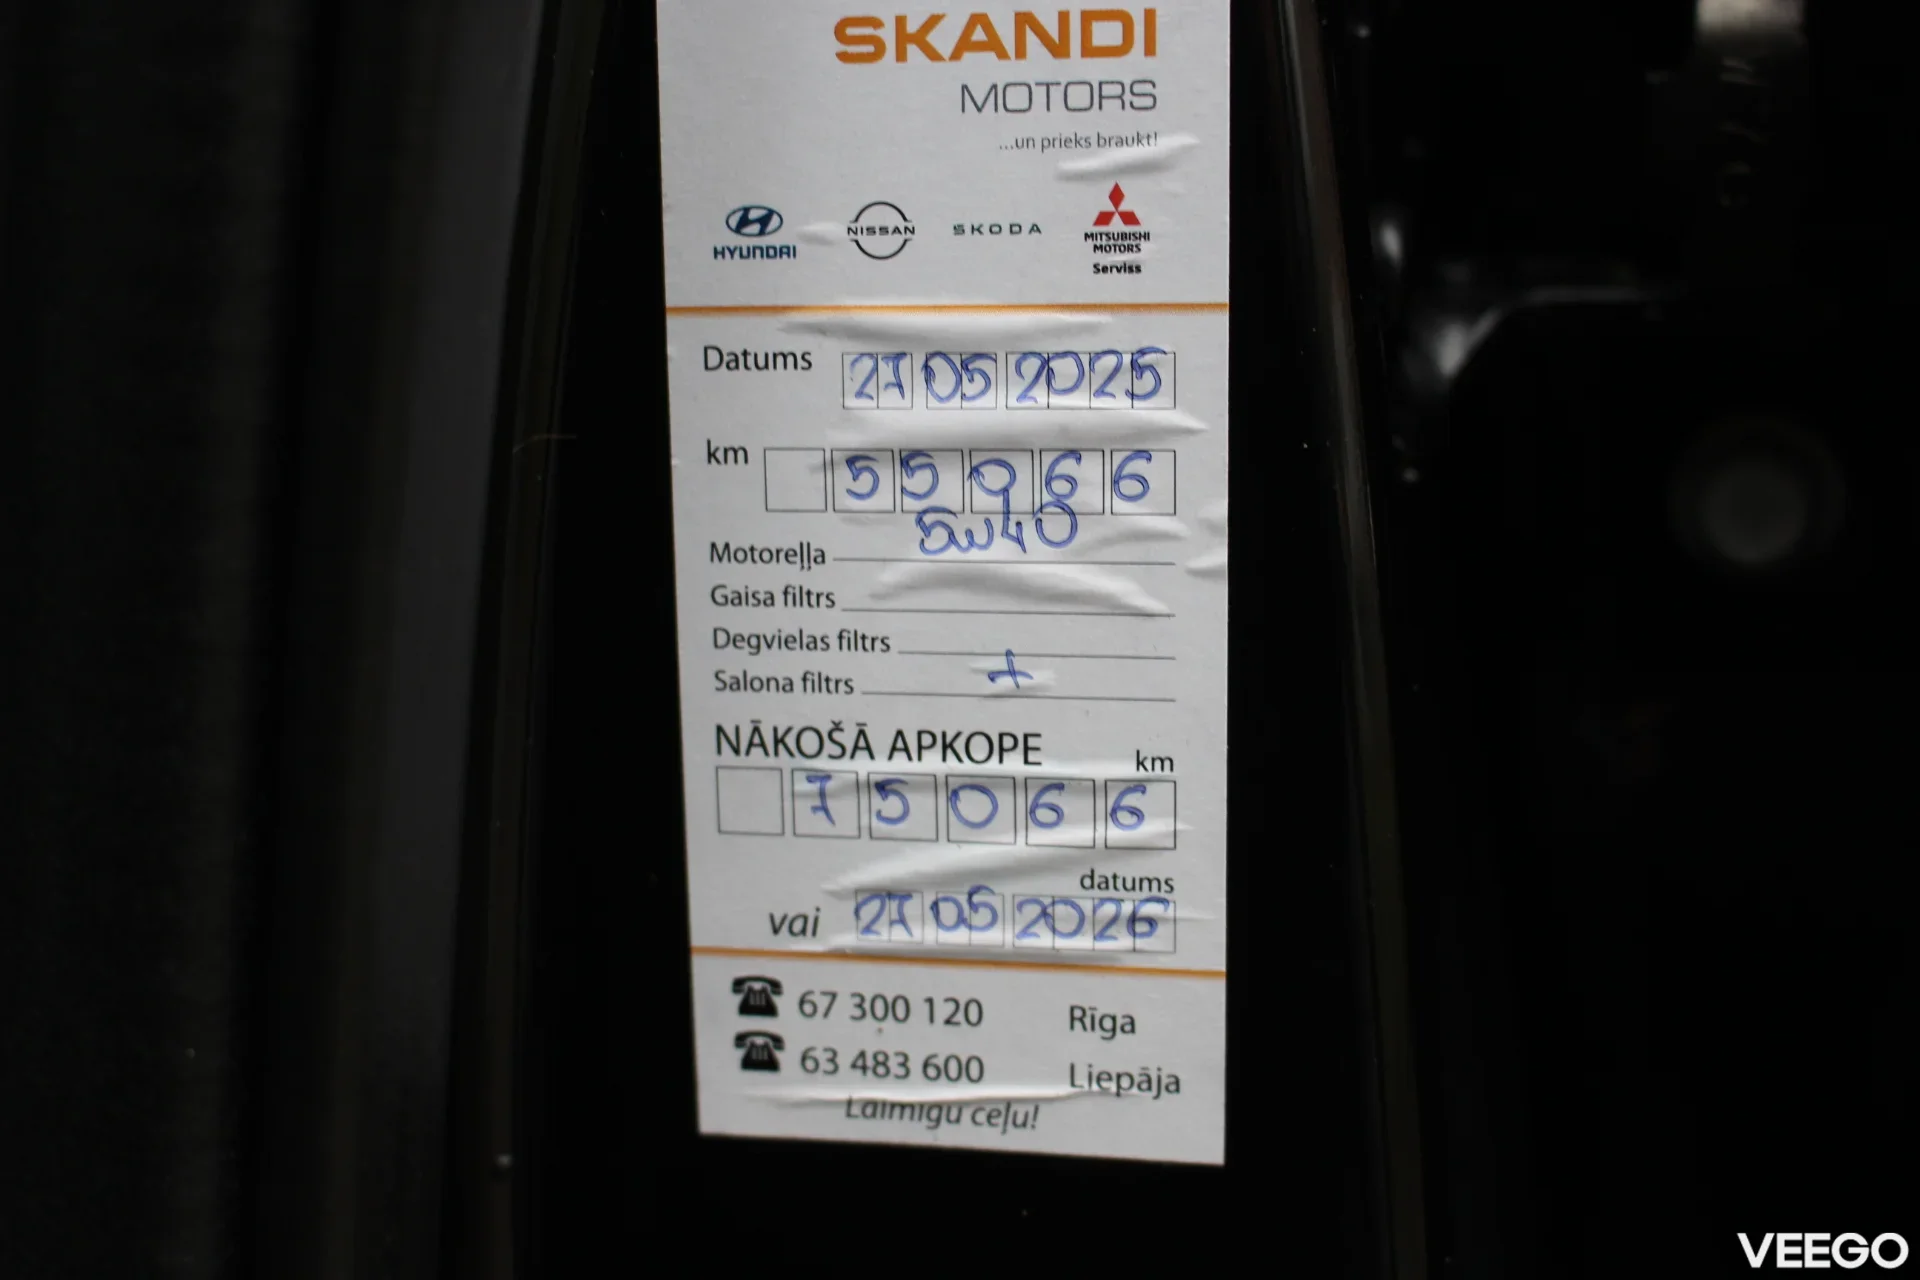 SKANDI
MOTORS
...un prieks braukt!
HYUNDAI NISSAN SKODA MITSUBISHI MOTORS Serviss
Datums 27 05 2025
km 55066
Motoreļļa 5w40
Gaisa filtrs
Degvielas filtrs
Salona filtrs +
NĀKOŠĀ APKOPE km
75066
datums
vai 27 05 2026
67 300 120 Rīga
63 483 600 Liepāja
Laimīgu ceļu!
VEEGO